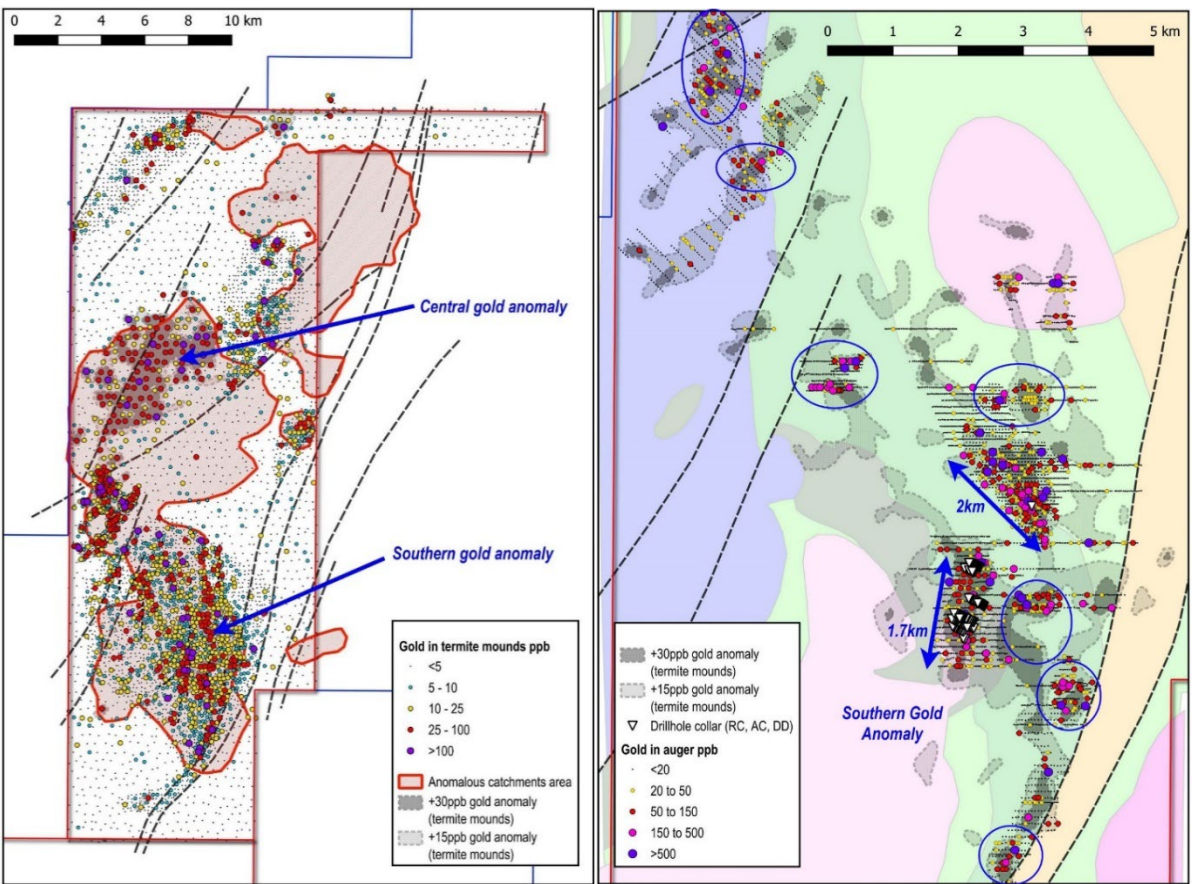 0 2 4 6 8 10 km
Central gold anomaly
Southern gold anomaly
Gold in termite mounds ppb
<5
5 - 10
10 - 25
25 - 100
>100
Anomalous catchments area
+30ppb gold anomaly
(termite mounds)
+15ppb gold anomaly
(termite mounds)
0 1 2 3 4 5 km
2km
1.7km
Southern Gold
Anomaly
+30ppb gold anomaly
(termite mounds)
+15ppb gold anomaly
(termite mounds)
Drillhole collar (RC, AC, DD)
Gold in auger ppb
<20
20 to 50
50 to 150
150 to 500
>500